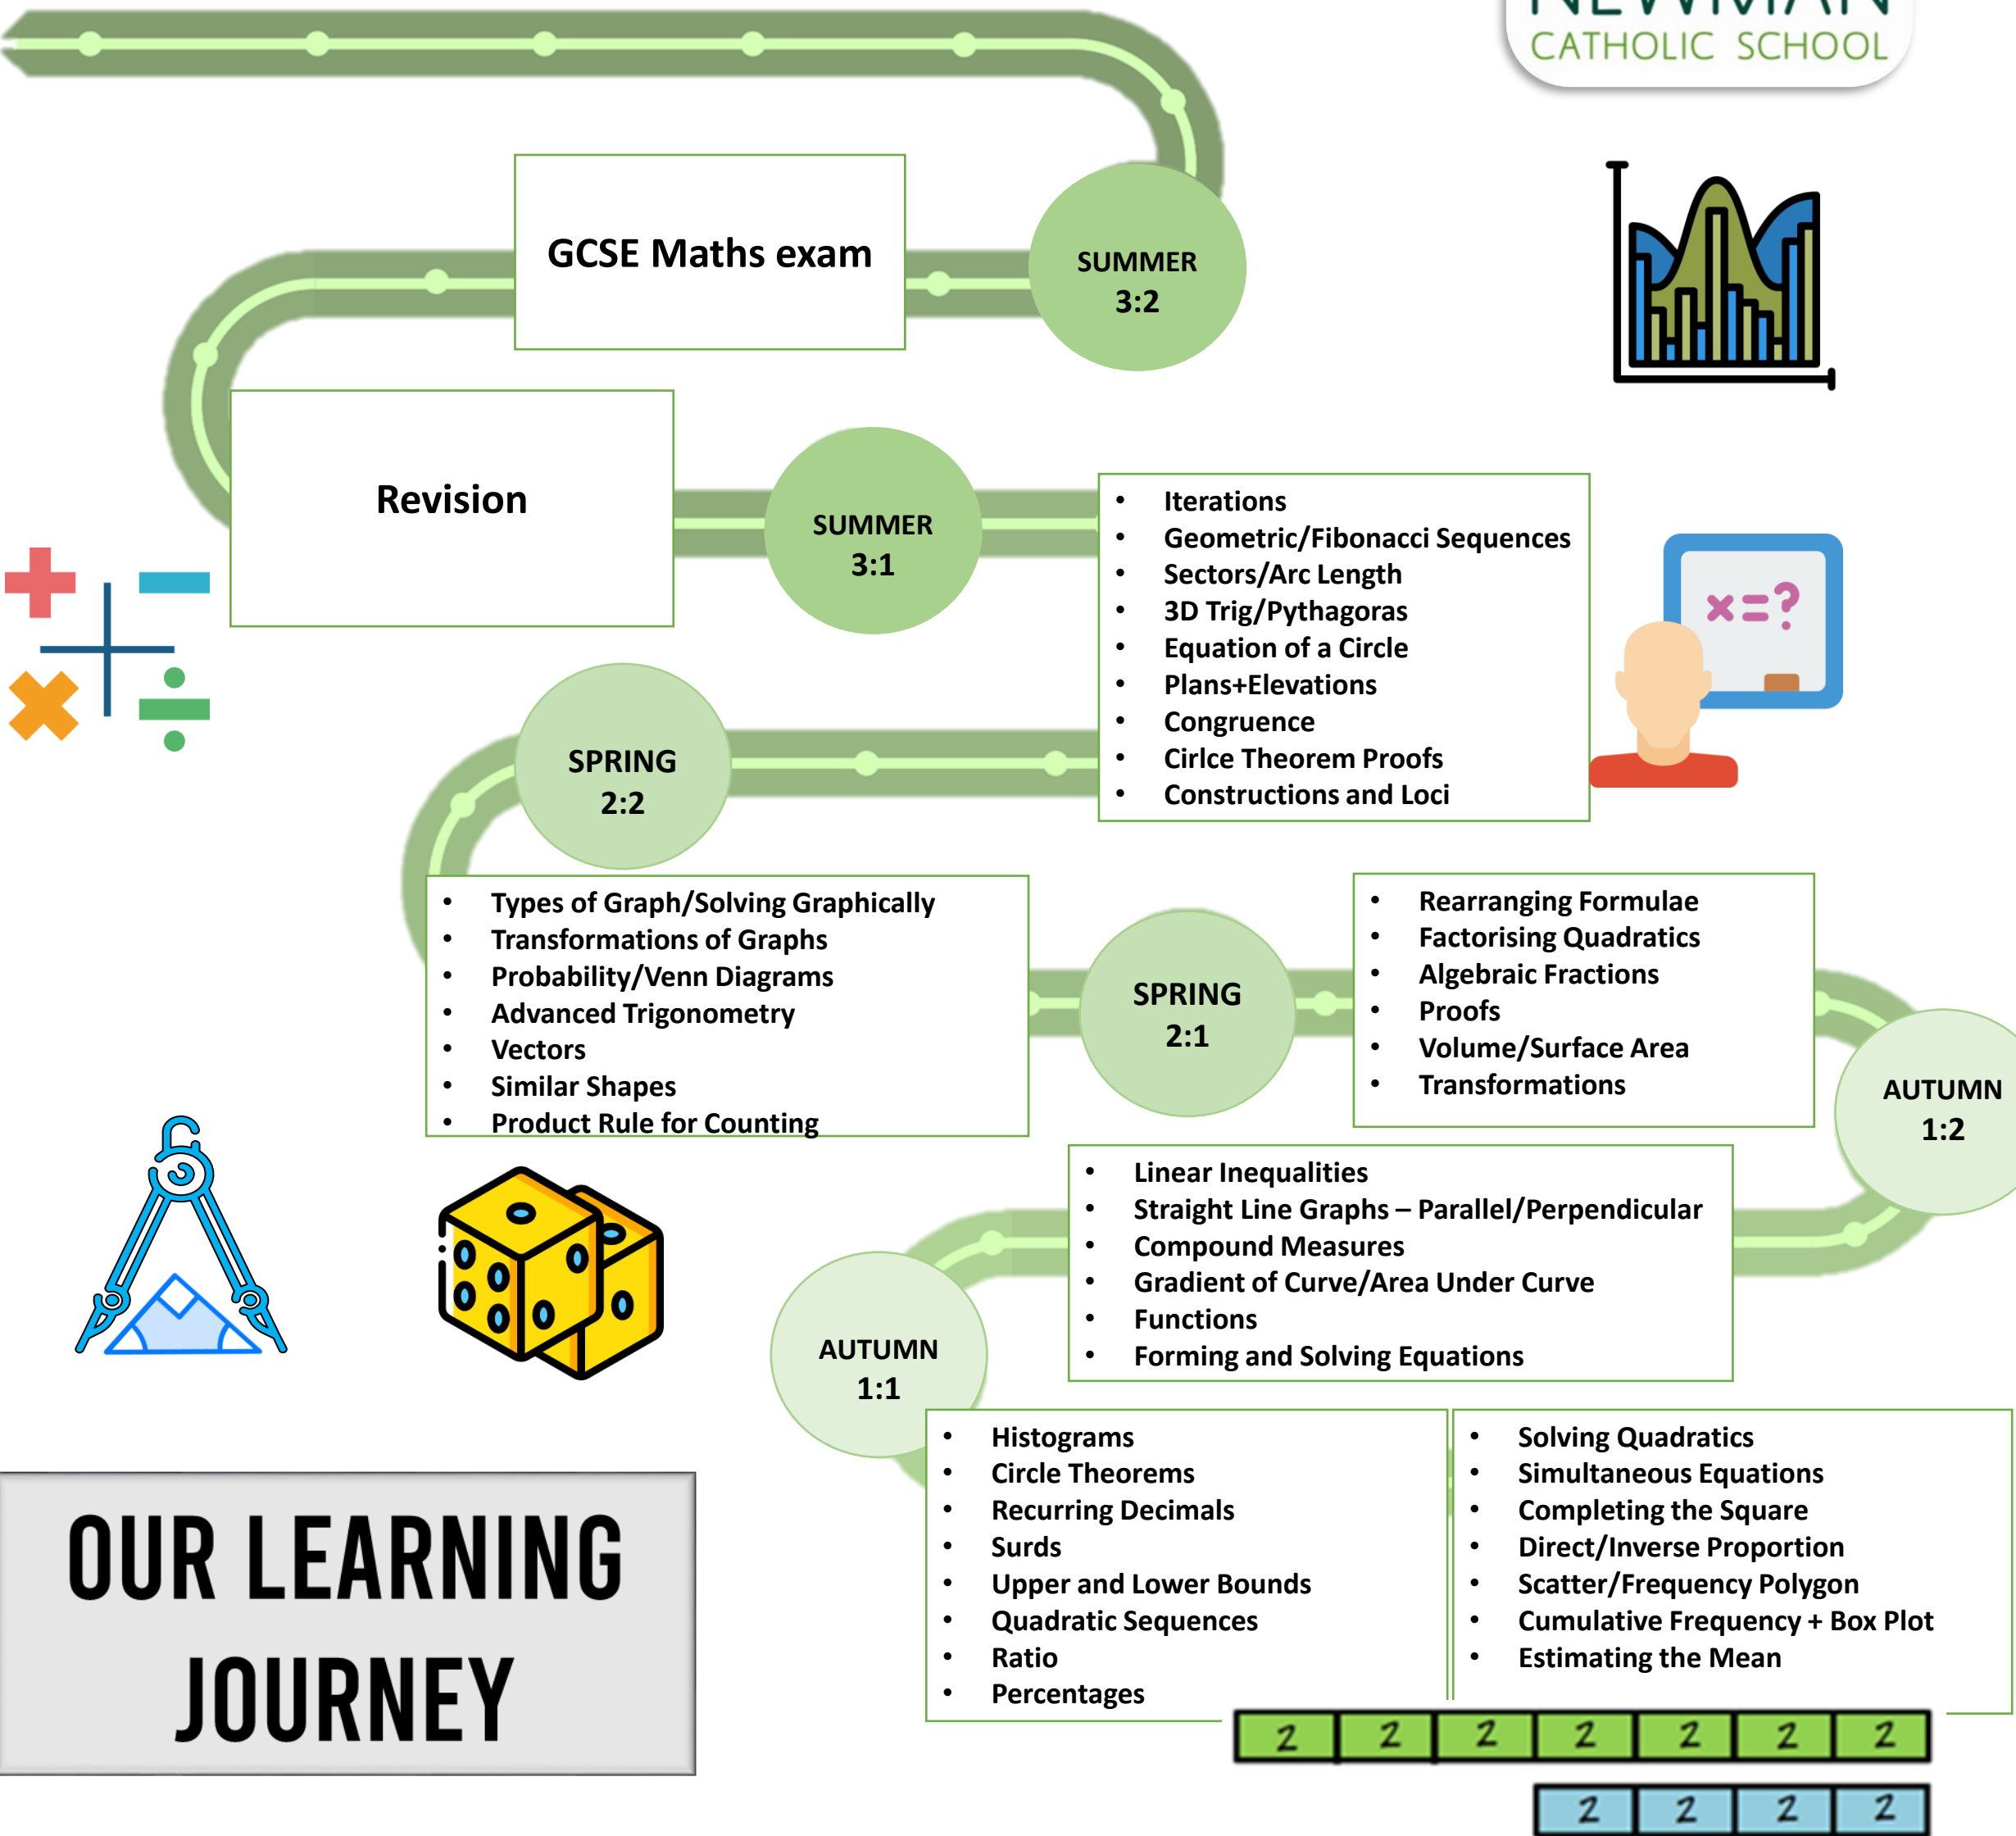 NEWMAN
CATHOLIC SCHOOL
GCSE Maths exam
SUMMER
3:2
Revision
SUMMER
3:1
• Iterations
• Geometric/Fibonacci Sequences
• Sectors/Arc Length
• 3D Trig/Pythagoras
• Equation of a Circle
• Plans+Elevations
• Congruence
• Cirlce Theorem Proofs
• Constructions and Loci
x=?
SPRING
2:2
• Types of Graph/Solving Graphically
• Transformations of Graphs
• Probability/Venn Diagrams
• Advanced Trigonometry
• Vectors
• Similar Shapes
• Product Rule for Counting
SPRING
2:1
• Rearranging Formulae
• Factorising Quadratics
• Algebraic Fractions
• Proofs
• Volume/Surface Area
• Transformations
AUTUMN
1:2
• Linear Inequalities
• Straight Line Graphs – Parallel/Perpendicular
• Compound Measures
• Gradient of Curve/Area Under Curve
• Functions
• Forming and Solving Equations
AUTUMN
1:1
• Histograms
• Circle Theorems
• Recurring Decimals
• Surds
• Upper and Lower Bounds
• Quadratic Sequences
• Ratio
• Percentages
• Solving Quadratics
• Simultaneous Equations
• Completing the Square
• Direct/Inverse Proportion
• Scatter/Frequency Polygon
• Cumulative Frequency + Box Plot
• Estimating the Mean
OUR LEARNING
JOURNEY
2 2 2 2 2 2 2
2 2 2 2